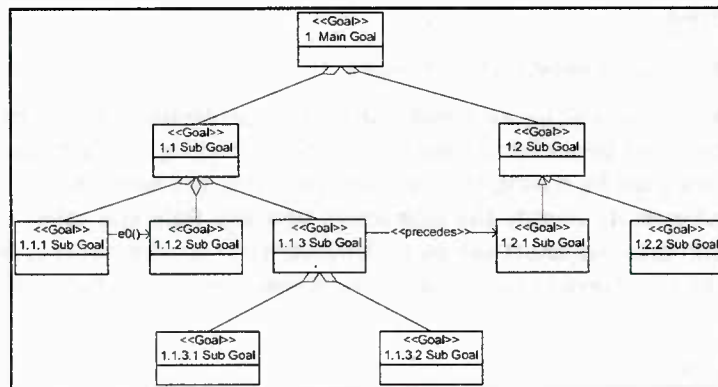 <<Goal>>
1 Main Goal
<<Goal>>
1.1 Sub Goal
<<Goal>>
1.2 Sub Goal
<<Goal>>
1.1.1 Sub Goal
e0()
<<Goal>>
1.1.2 Sub Goal
<<Goal>>
1.1.3 Sub Goal
<<precedes>>
<<Goal>>
1.2.1 Sub Goal
<<Goal>>
1.2.2 Sub Goal
<<Goal>>
1.1.3.1 Sub Goal
<<Goal>>
1.1.3.2 Sub Goal